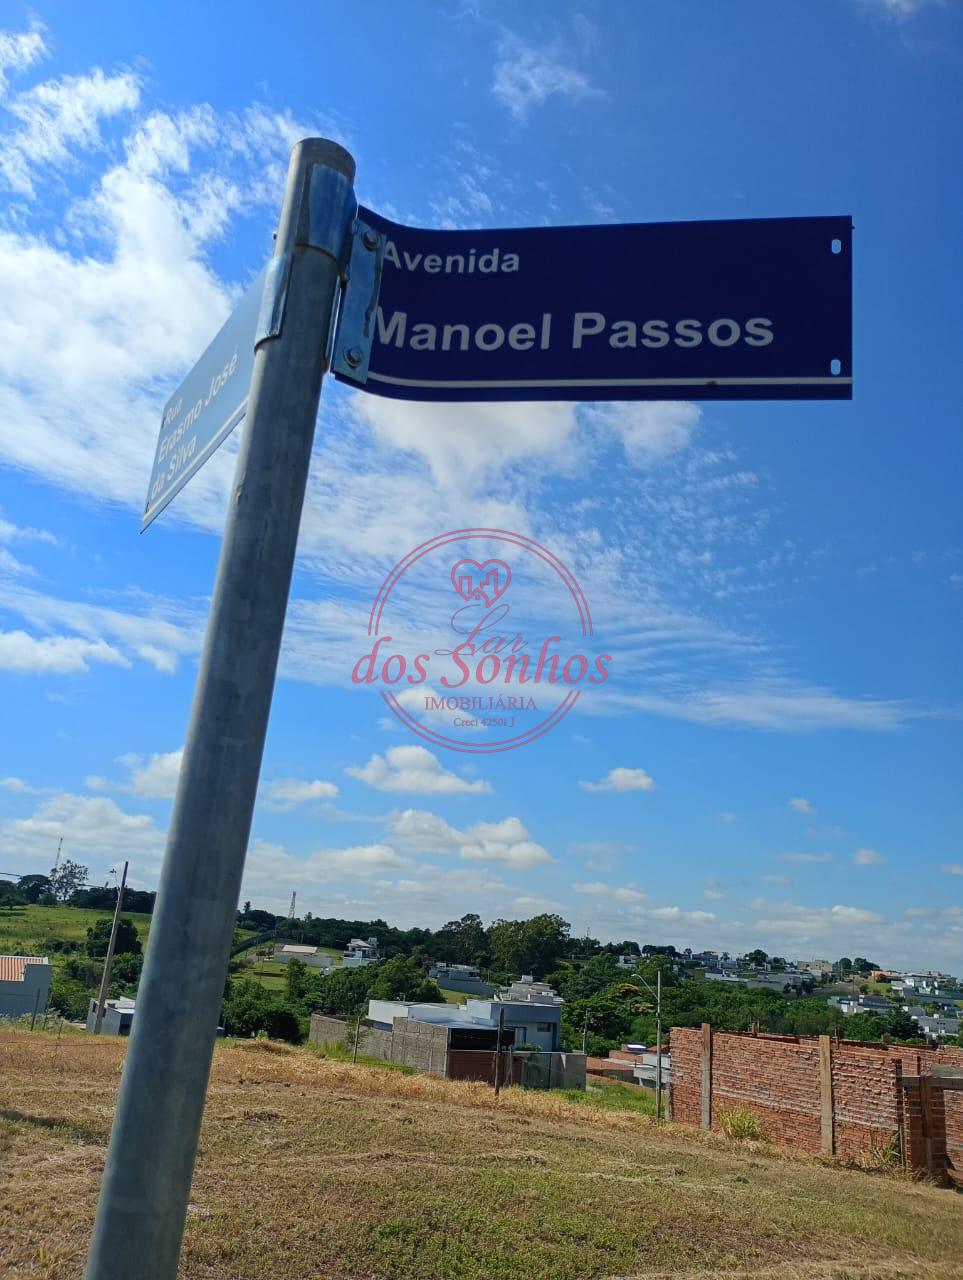 Avenida
Manoel Passos
Rua
Erasmo José
da Silva
Lar
dos Sonhos
IMOBILIÁRIA
Creci 42501 J